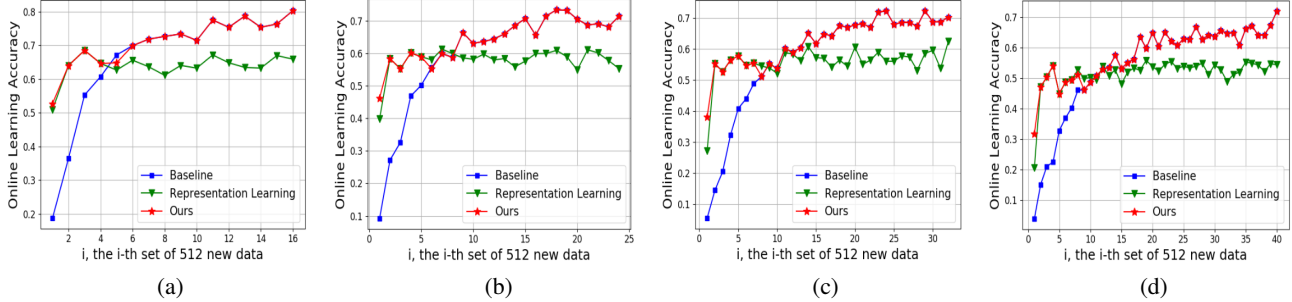 Online Learning Accuracy
0.8
0.7
0.6
0.5
0.4
0.3
0.2
Baseline
Representation Learning
Ours
2 4 6 8 10 12 14 16
i, the i-th set of 512 new data
(a)
Online Learning Accuracy
0.7
0.6
0.5
0.4
0.3
0.2
0.1
Baseline
Representation Learning
Ours
0 5 10 15 20 25
i, the i-th set of 512 new data
(b)
Online Learning Accuracy
0.7
0.6
0.5
0.4
0.3
0.2
0.1
Baseline
Representation Learning
Ours
0 5 10 15 20 25 30
i, the i-th set of 512 new data
(c)
Online Learning Accuracy
0.7
0.6
0.5
0.4
0.3
0.2
0.1
Baseline
Representation Learning
Ours
0 5 10 15 20 25 30 35 40
i, the i-th set of 512 new data
(d)